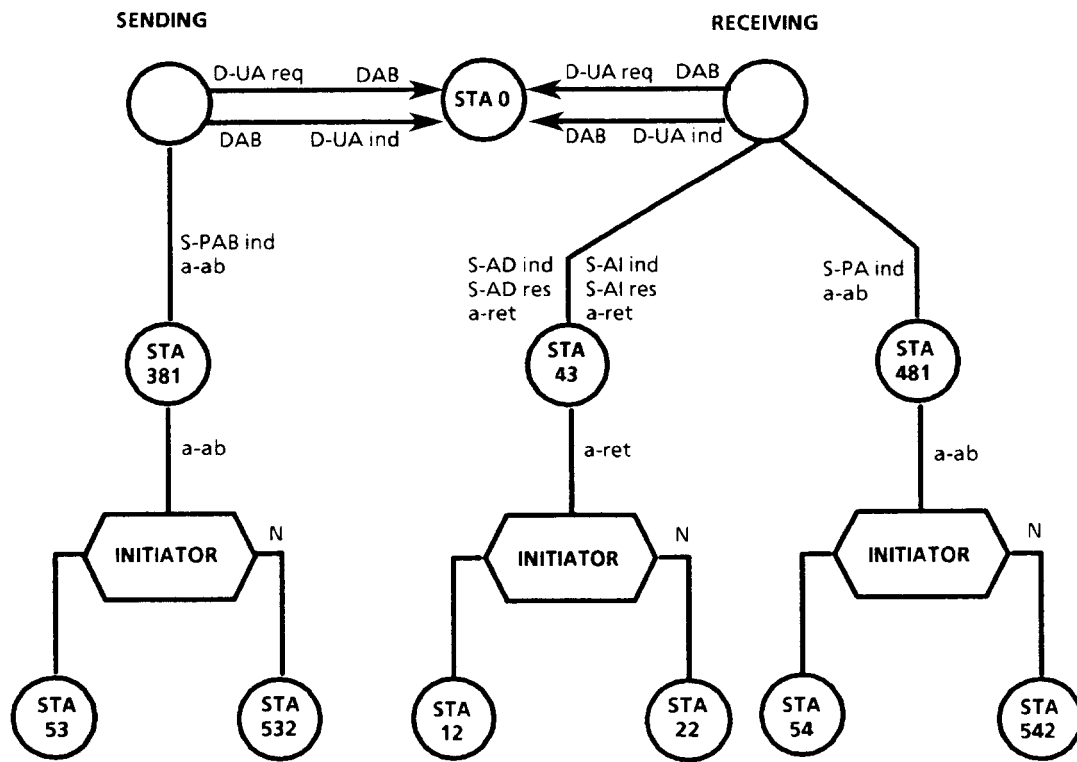 SENDING
RECEIVING
D-UA req DAB
D-UA req DAB
STA 0
DAB D-UA ind
DAB D-UA ind
S-PAB ind
a-ab
S-AD ind
S-AD res
a-ret
S-AI ind
S-AI res
a-ret
S-PA ind
a-ab
STA
381
STA
43
STA
481
a-ab
a-ret
a-ab
INITIATOR
N
INITIATOR
N
INITIATOR
N
STA
53
STA
532
STA
12
STA
22
STA
54
STA
542